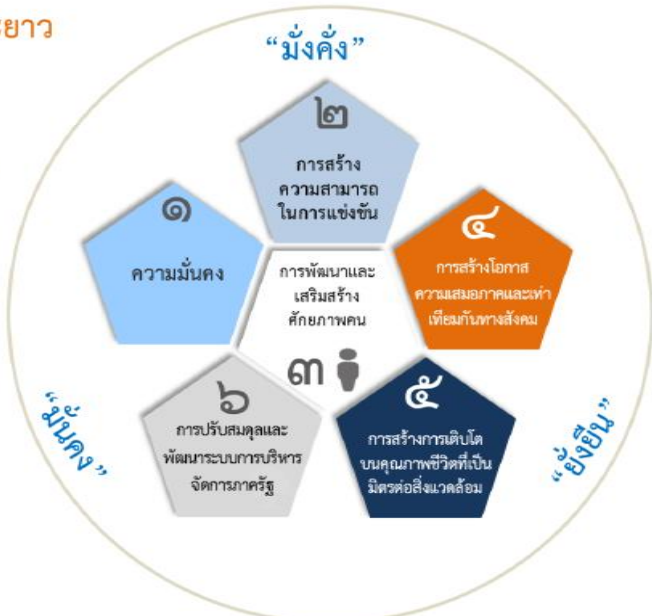 ยาว
“มั่งคั่ง”
๒
การสร้าง
ความสามารถ
ในการแข่งขัน
๑
ความมั่นคง
๔
การสร้างโอกาส
ความเสมอภาคและเท่า
เทียมกันทางสังคม
การพัฒนาและ
เสริมสร้าง
ศักยภาพคน
๓
๖
การปรับสมดุลและ
พัฒนาระบบการบริหาร
จัดการภาครัฐ
๕
การสร้างการเติบโต
บนคุณภาพชีวิตที่เป็น
มิตรต่อสิ่งแวดล้อม
“มั่นคง”
“ยั่งยืน”